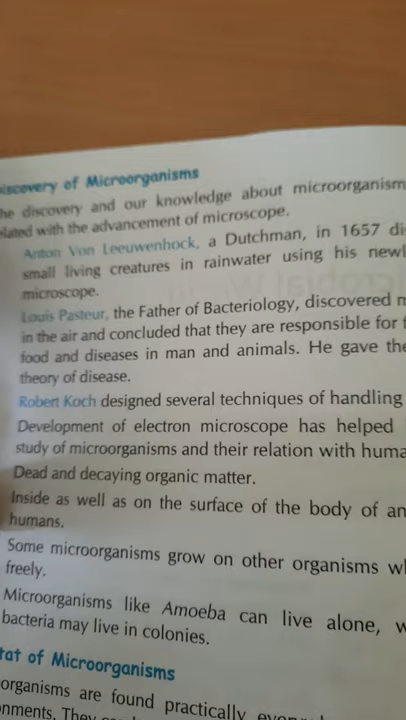 iscovery of Microorganisms
he discovery and our knowledge about microorganism
lated with the advancement of microscope.
Anton Von Leeuwenhock, a Dutchman, in 1657 di
small living creatures in rainwater using his newl
microscope.
Louis Pasteur, the Father of Bacteriology, discovered m
in the air and concluded that they are responsible for f
food and diseases in man and animals. He gave the
theory of disease.
Robert Koch designed several techniques of handling
Development of electron microscope has helped
study of microorganisms and their relation with huma
Dead and decaying organic matter.
Inside as well as on the surface of the body of an
humans.
Some microorganisms grow on other organisms wh
freely.
Microorganisms like Amoeba can live alone, w
bacteria may live in colonies.
tat of Microorganisms
organisms are found practically
onments. They